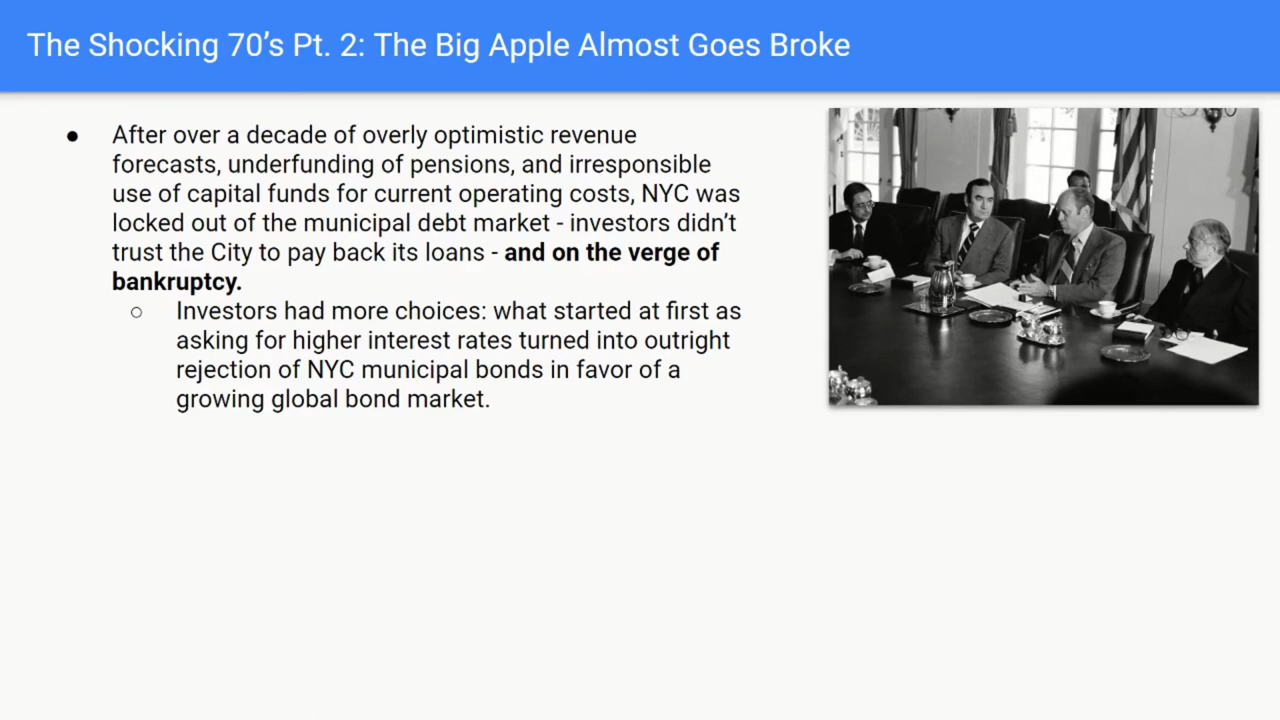 The Shocking 70’s Pt. 2: The Big Apple Almost Goes Broke
● After over a decade of overly optimistic revenue
forecasts, underfunding of pensions, and irresponsible
use of capital funds for current operating costs, NYC was
locked out of the municipal debt market - investors didn’t
trust the City to pay back its loans - and on the verge of
bankruptcy.
○ Investors had more choices: what started at first as
asking for higher interest rates turned into outright
rejection of NYC municipal bonds in favor of a
growing global bond market.